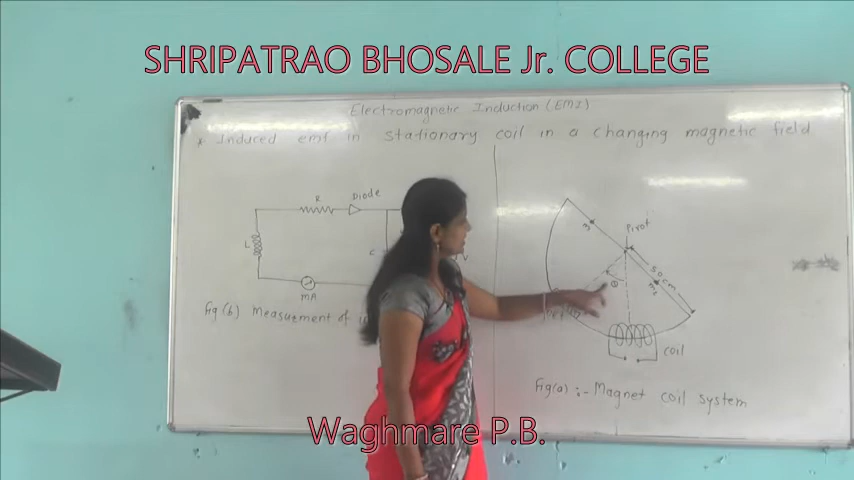 SHRIPATRAO BHOSALE Jr. COLLEGE
Electromagnetic Induction (EMI)
* Induced emf in stationary coil in a changing magnetic field
R
Diode
L
C
V
mA
Fig (b) Measurment of
Pivot
50 cm
Θ
coil
Fig (a) :- Magnet coil system
Waghmare P.B.